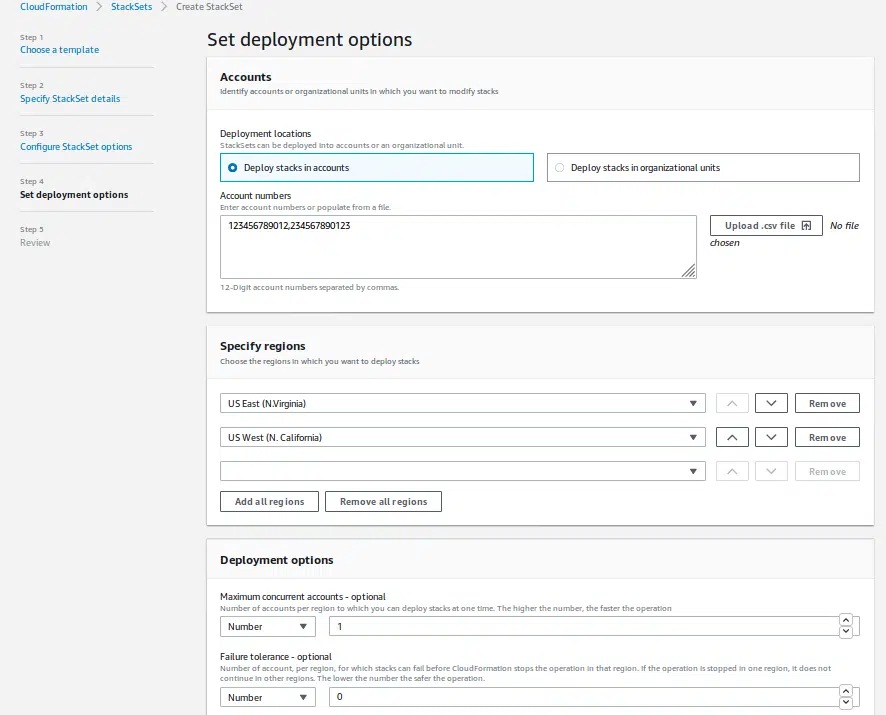 CloudFormation > StackSets > Create StackSet
Step 1
Choose a template
Step 2
Specify StackSet details
Step 3
Configure StackSet options
Step 4
Set deployment options
Step 5
Review
Set deployment options
Accounts
Identify accounts or organizational units in which you want to modify stacks
Deployment locations
StackSets can be deployed into accounts or an organizational unit.
Deploy stacks in accounts
Deploy stacks in organizational units
Account numbers
Enter account numbers or populate from a file.
123456789012,234567890123
Upload .csv file
No file
chosen
12-Digit account numbers separated by commas.
Specify regions
Choose the regions in which you want to deploy stacks
US East (N.Virginia)
Remove
US West (N. California)
Remove
Remove
Add all regions
Remove all regions
Deployment options
Maximum concurrent accounts - optional
Number of accounts per region to which you can deploy stacks at one time. The higher the number, the faster the operation
Number
1
Failure tolerance - optional
Number of account, per region, for which stacks can fail before CloudFormation stops the operation in that region. If the operation is stopped in one region, it does not
continue in other regions. The lower the number the safer the operation.
Number
0